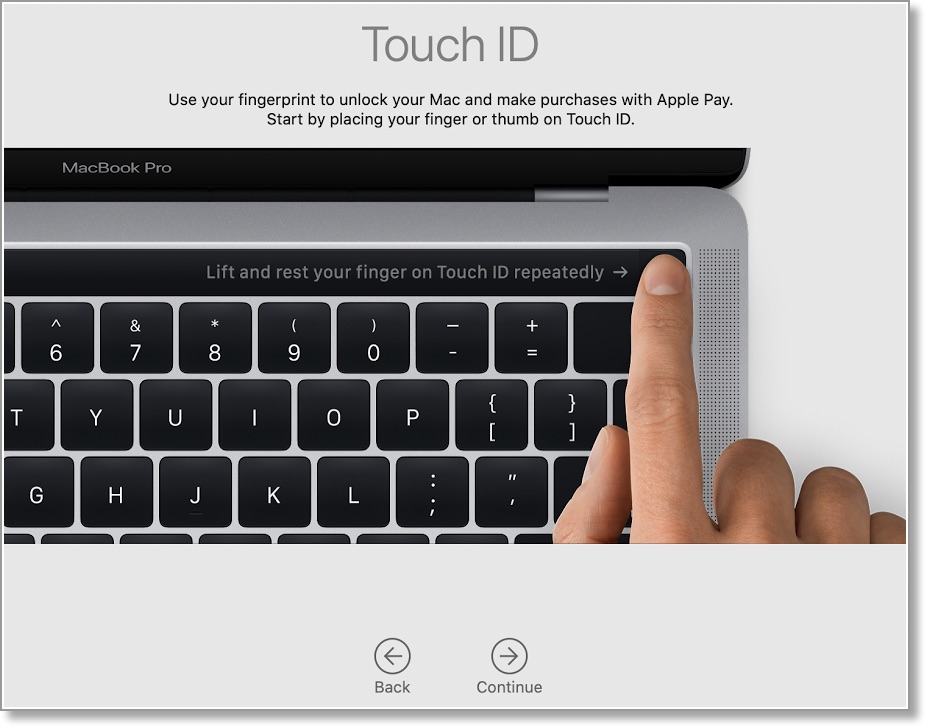 Touch ID
Use your fingerprint to unlock your Mac and make purchases with Apple Pay.
Start by placing your finger or thumb on Touch ID.
MacBook Pro
Lift and rest your finger on Touch ID repeatedly →
^ & * ( ) – +
6 7 8 9 0 - =
{ }
T Y U I O P [ ]
: "
G H J K L ; '
Back Continue